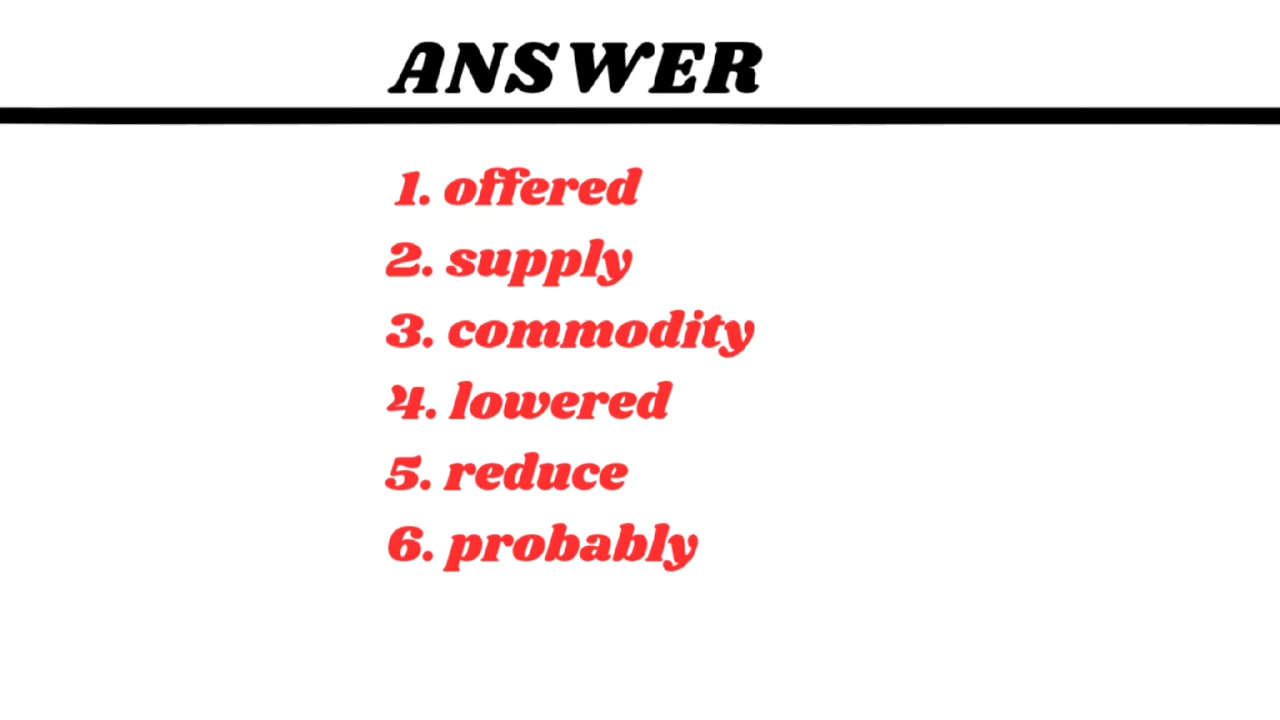 ANSWER
1. offered
2. supply
3. commodity
4. lowered
5. reduce
6. probably